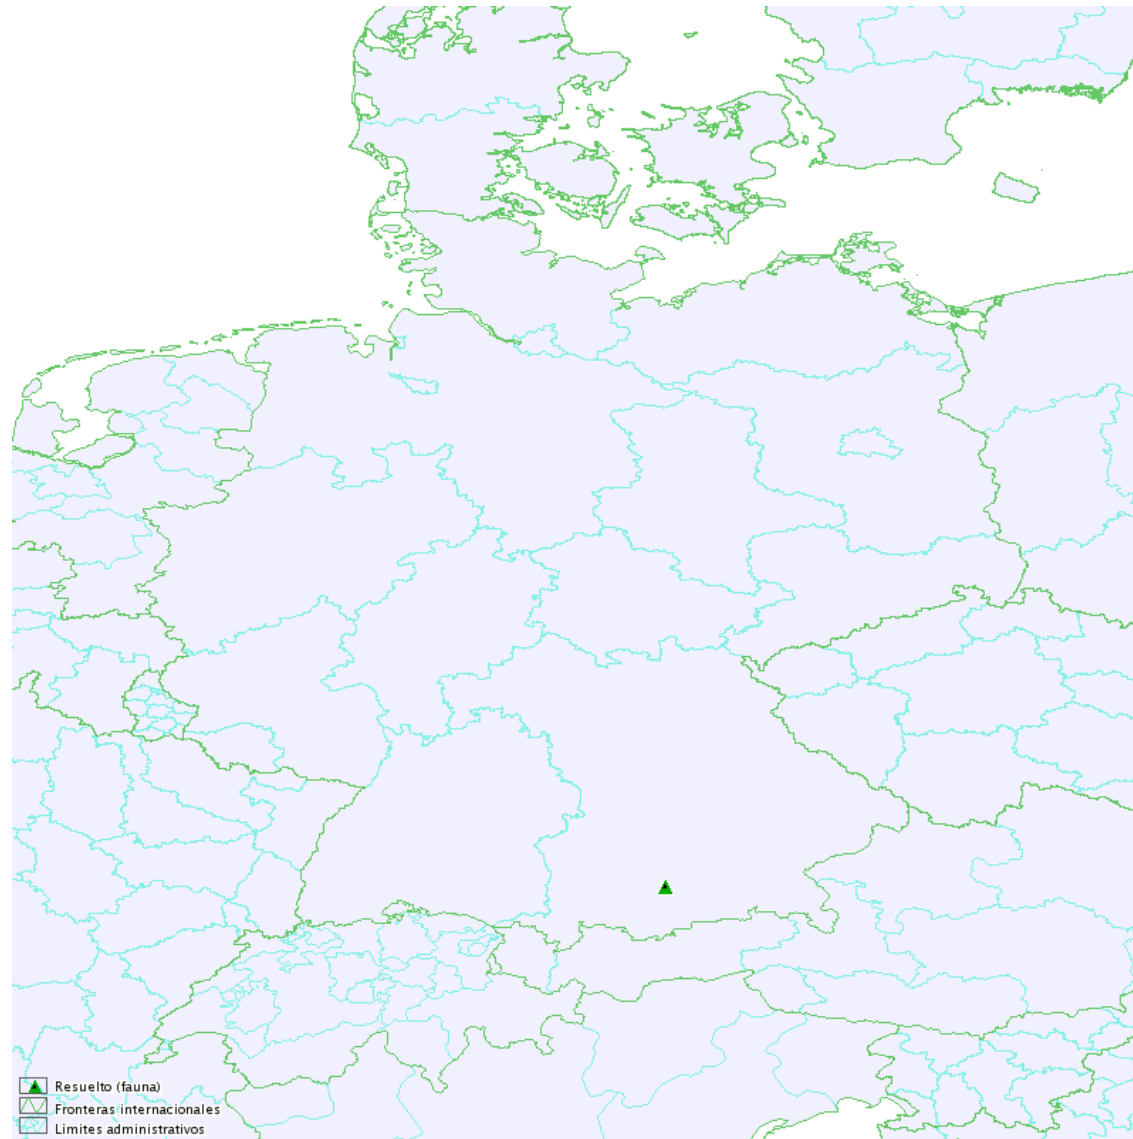 Resuelto (fauna)
Fronteras internacionales
Límites administrativos